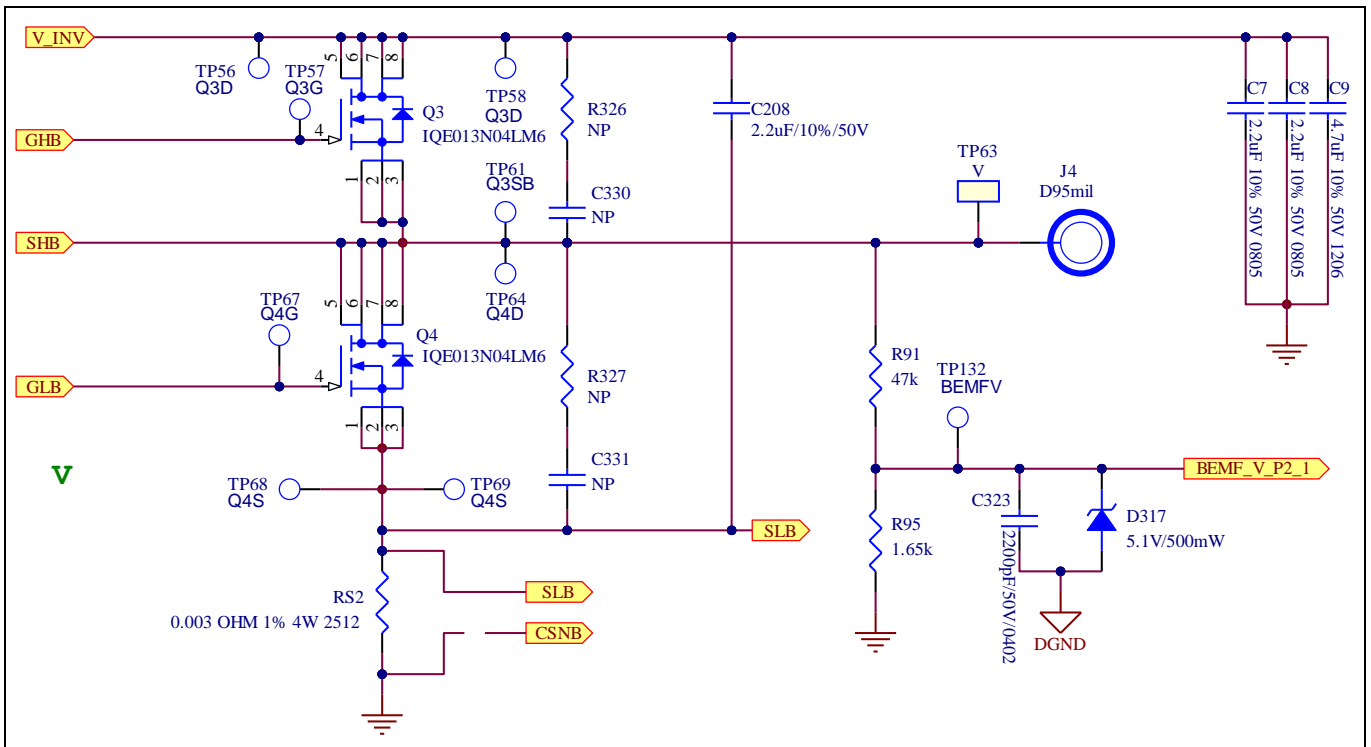 V_INV
TP56
Q3D
TP57
Q3G
5
6
7
8
Q3
IQE013N04LM6
4
1
2
3
GHB
TP58
Q3D
R326
NP
C208
2.2uF/10%/50V
C7
2.2uF 10% 50V 0805
C8
2.2uF 10% 50V 0805
C9
4.7uF 10% 50V 1206
TP61
Q3SB
C330
NP
TP63
V
J4
D95mil
SHB
TP64
Q4D
TP67
Q4G
5
6
7
8
Q4
IQE013N04LM6
4
1
2
3
GLB
R327
NP
R91
47k
TP132
BEMFV
V
C331
NP
BEMF_V_P2_1
TP68
Q4S
TP69
Q4S
SLB
R95
1.65k
C323
2200pF/50V/0402
D317
5.1V/500mW
RS2
0.003 OHM 1% 4W 2512
SLB
CSNB
DGND